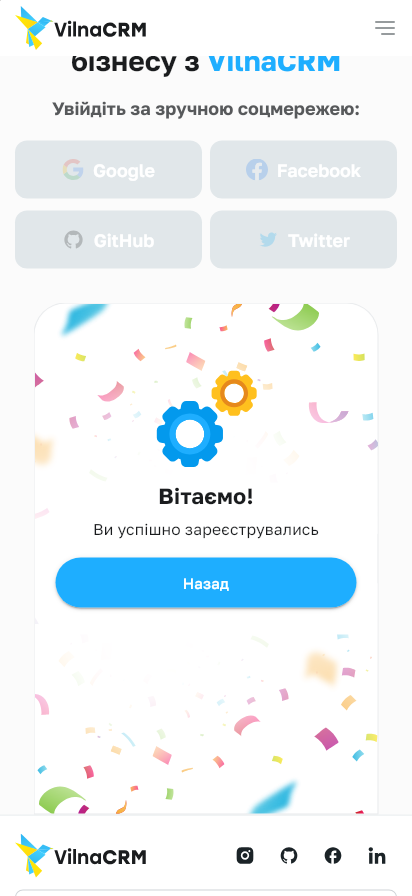 VilnaCRM
бізнесу з VilnaCRM
Увійдіть за зручною соцмережею:
Google
Facebook
GitHub
Twitter
Вітаємо!
Ви успішно зареєструвались
Назад
VilnaCRM